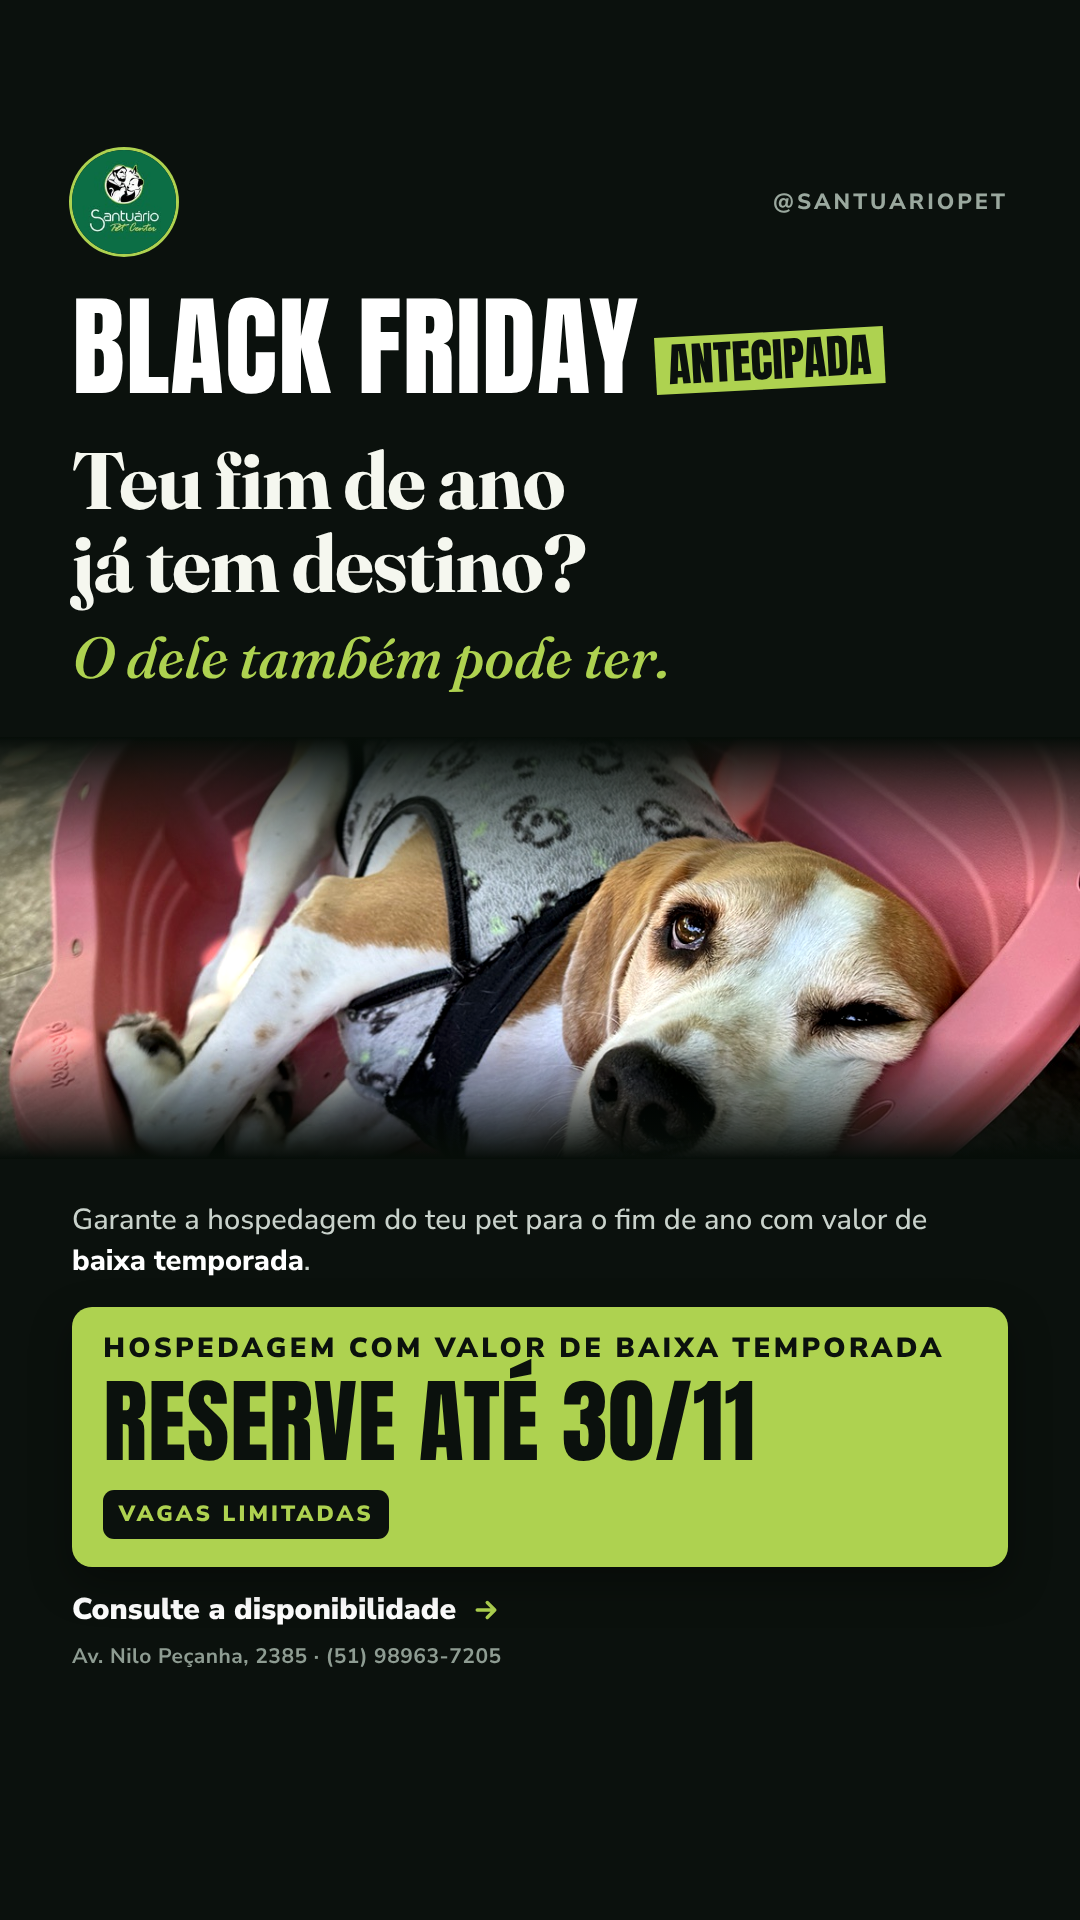 Santuário
Pet Center
@SANTUARIOPET
BLACK FRIDAY ANTECIPADA
Teu fim de ano
já tem destino?
O dele também pode ter.
Garante a hospedagem do teu pet para o fim de ano com valor de
baixa temporada.
HOSPEDAGEM COM VALOR DE BAIXA TEMPORADA
RESERVE ATÉ 30/11
VAGAS LIMITADAS
Consulte a disponibilidade →
Av. Nilo Peçanha, 2385 · (51) 98963-7205